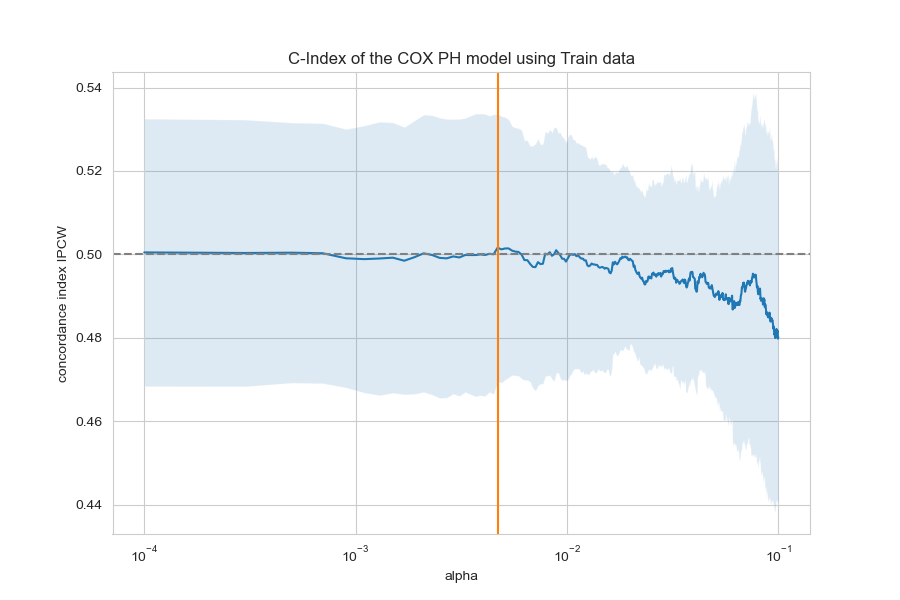 C-Index of the COX PH model using Train data
concordance index IPCW
0.54
0.52
0.50
0.48
0.46
0.44
10⁻⁴ 10⁻³ 10⁻² 10⁻¹
alpha